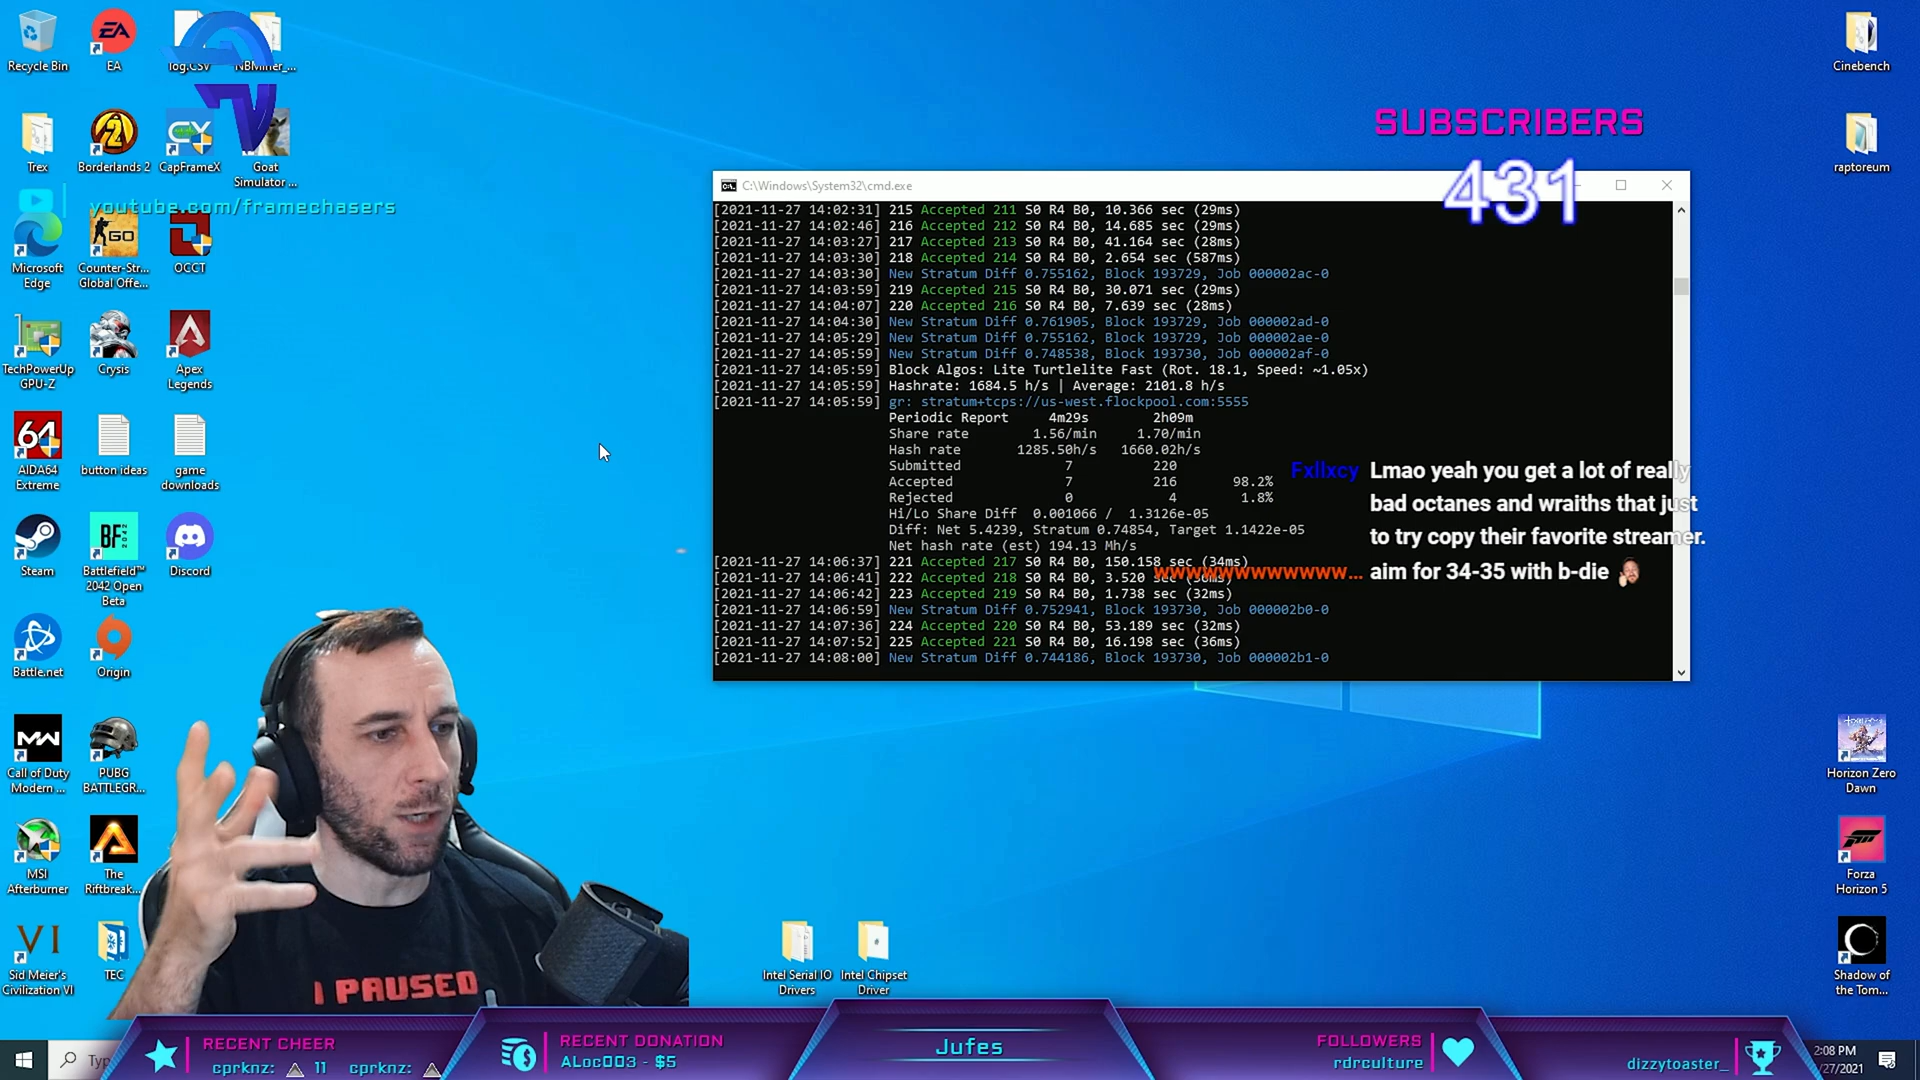 Recycle Bin
EA
log.CSV
NBMiner_...
Cinebench
Trex
Borderlands 2
CapFrameX
Goat
Simulator ...
raptoreum
SUBSCRIBERS
431
youtube.com/framechasers
Microsoft
Edge
Counter-Str...
Global Offe...
OCCT
TechPowerUp
GPU-Z
Crysis
Apex
Legends
64
AIDA64
Extreme
button ideas
game
downloads
Steam
BF
2042
Battlefield™
2042 Open
Beta
Discord
Battle.net
Origin
MW
Call of Duty
Modern ...
PUBG
BATTLEGR...
MSI
Afterburner
The
Riftbreak...
VI
Sid Meier's
Civilization VI
TEC
C:\Windows\System32\cmd.exe
[2021-11-27 14:02:31] 215 Accepted 211 S0 R4 B0, 10.366 sec (29ms)
[2021-11-27 14:02:46] 216 Accepted 212 S0 R4 B0, 14.685 sec (29ms)
[2021-11-27 14:03:27] 217 Accepted 213 S0 R4 B0, 41.164 sec (28ms)
[2021-11-27 14:03:30] 218 Accepted 214 S0 R4 B0, 2.654 sec (587ms)
[2021-11-27 14:03:30] New Stratum Diff 0.755162, Block 193729, Job 000002ac-0
[2021-11-27 14:03:59] 219 Accepted 215 S0 R4 B0, 30.071 sec (29ms)
[2021-11-27 14:04:07] 220 Accepted 216 S0 R4 B0, 7.639 sec (28ms)
[2021-11-27 14:04:30] New Stratum Diff 0.761905, Block 193729, Job 000002ad-0
[2021-11-27 14:05:29] New Stratum Diff 0.755162, Block 193729, Job 000002ae-0
[2021-11-27 14:05:59] New Stratum Diff 0.748538, Block 193730, Job 000002af-0
[2021-11-27 14:05:59] Block Algos: Lite Turtlelite Fast (Rot. 18.1, Speed: ~1.05x)
[2021-11-27 14:05:59] Hashrate: 1684.5 h/s | Average: 2101.8 h/s
[2021-11-27 14:05:59] gr: stratum+tcps://us-west.flockpool.com:5555
Periodic Report 4m29s 2h09m
Share rate 1.56/min 1.70/min
Hash rate 1285.50h/s 1660.02h/s
Submitted 7 220
Accepted 7 216 98.2%
Rejected 0 4 1.8%
Hi/Lo Share Diff 0.001066 / 1.3126e-05
Diff: Net 5.4239, Stratum 0.74854, Target 1.1422e-05
Net hash rate (est) 194.13 Mh/s
[2021-11-27 14:06:37] 221 Accepted 217 S0 R4 B0, 150.158 sec (34ms)
[2021-11-27 14:06:41] 222 Accepted 218 S0 R4 B0, 3.520
[2021-11-27 14:06:42] 223 Accepted 219 S0 R4 B0, 1.738 sec (32ms)
[2021-11-27 14:06:59] New Stratum Diff 0.752941, Block 193730, Job 000002b0-0
[2021-11-27 14:07:36] 224 Accepted 220 S0 R4 B0, 53.189 sec (32ms)
[2021-11-27 14:07:52] 225 Accepted 221 S0 R4 B0, 16.198 sec (36ms)
[2021-11-27 14:08:00] New Stratum Diff 0.744186, Block 193730, Job 000002b1-0
Fxllxcy Lmao yeah you get a lot of really
bad octanes and wraiths that just
to try copy their favorite streamer.
aim for 34-35 with b-die
Horizon Zero
Dawn
Forza
Horizon 5
Shadow of
the Tom...
Intel Serial IO
Drivers
Intel Chipset
Driver
I PAUSED
RECENT CHEER
cprknz: 11 cprknz:
RECENT DONATION
ALoc003 - $5
Jufes
FOLLOWERS
rdrculture
dizzytoaster_
2:08 PM
/27/2021